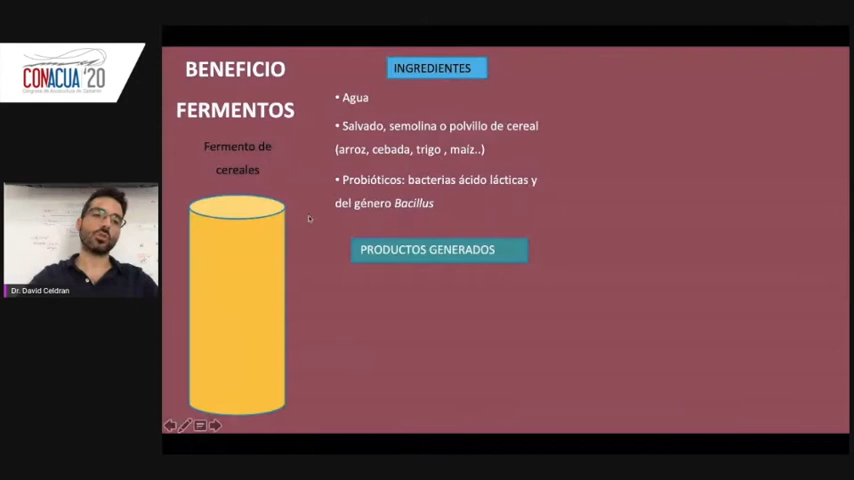 CONACUA '20
BENEFICIO
FERMENTOS
Fermento de
cereales
INGREDIENTES
• Agua
• Salvado, semolina o polvillo de cereal
(arroz, cebada, trigo , maíz..)
• Probióticos: bacterias ácido lácticas y
del género Bacillus
PRODUCTOS GENERADOS
Dr. David Celdran